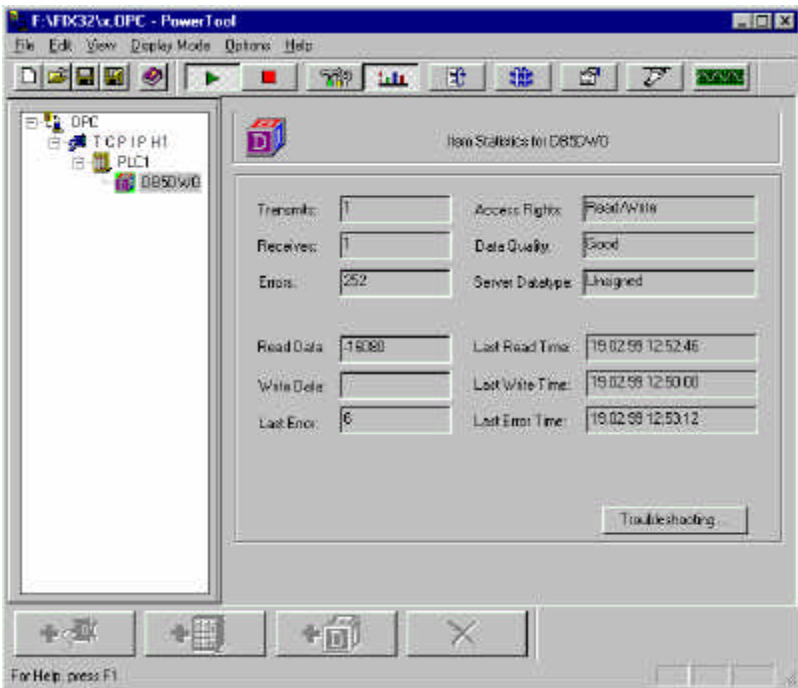 F:\FIX32\x.OPC - PowerTool
File Edit View Display Mode Options Help
OPC
T C P I P H1
PLC1
DB5DW0
Item Statistics for DB5DW0
Transmits: 1 Access Rights: Read/Write
Receives: 1 Data Quality: Good
Errors: 252 Server Datatype: Unsigned
Read Data: -16080 Last Read Time: 19.02.99 12:52:46
Write Data: Last Write Time: 19.02.99 12:50:00
Last Error: 6 Last Error Time: 19.02.99 12:53:12
Troubleshooting...
For Help, press F1